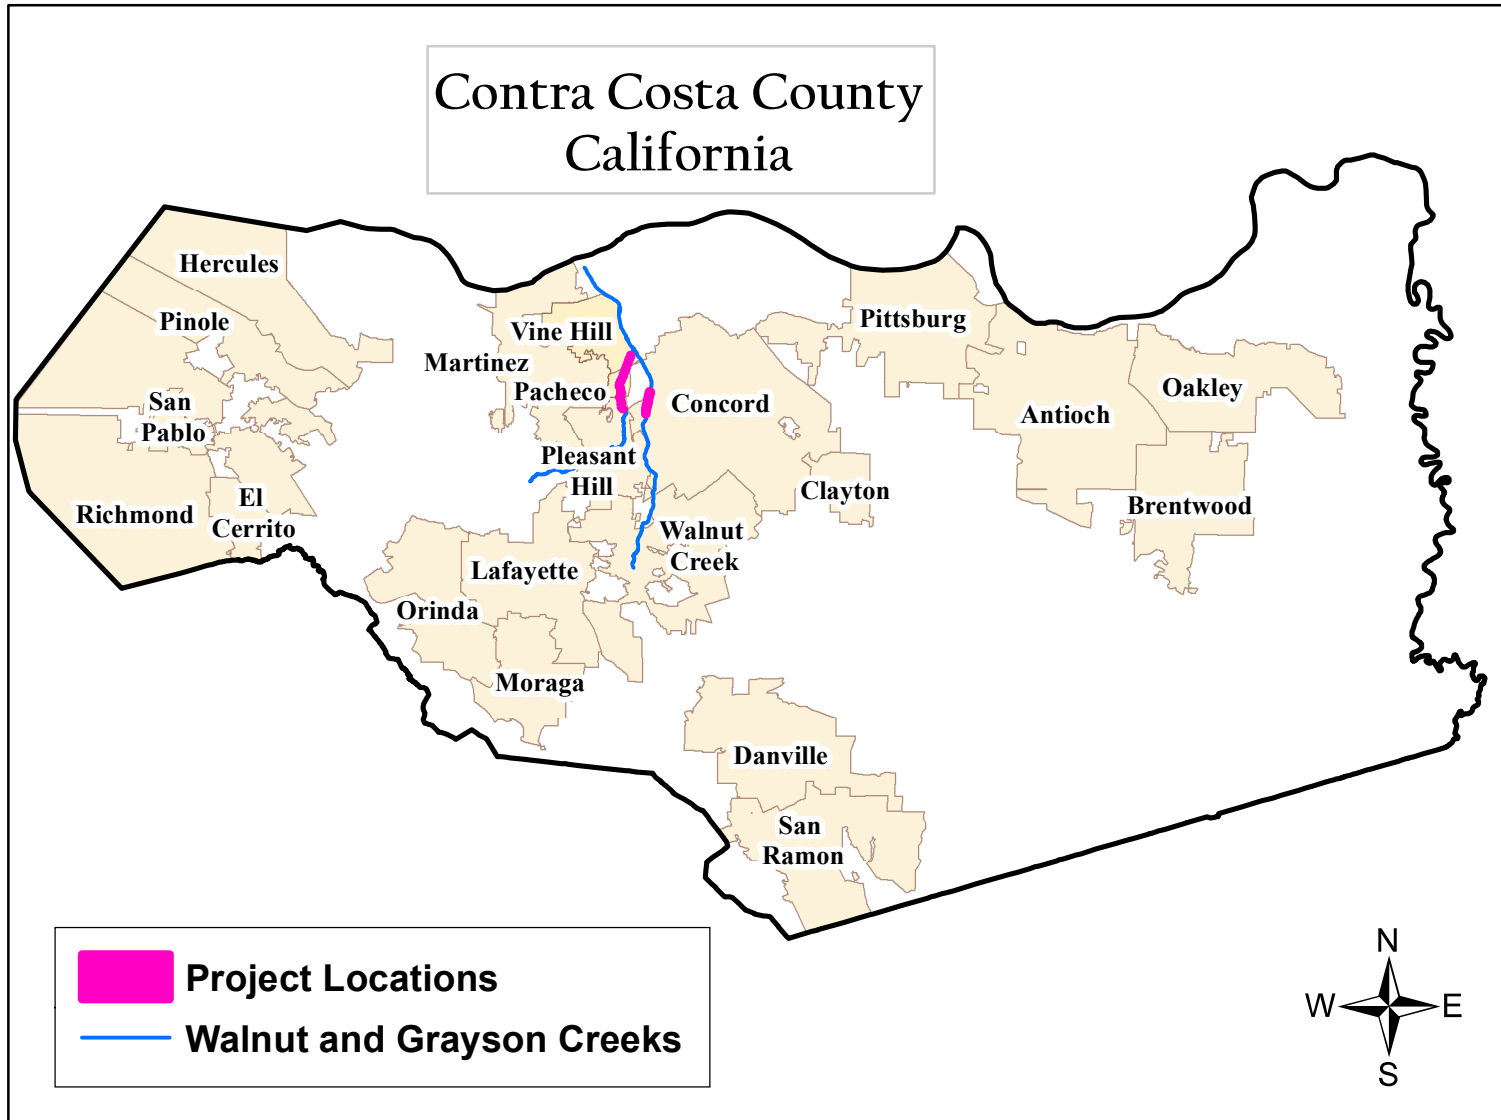 Contra Costa County
California
Hercules
Pinole
San
Pablo
Richmond
El
Cerrito
Vine Hill
Martinez
Pacheco
Concord
Pleasant
Hill
Walnut
Creek
Clayton
Pittsburg
Antioch
Oakley
Brentwood
Lafayette
Orinda
Moraga
Danville
San
Ramon
Project Locations
Walnut and Grayson Creeks
N
W
E
S